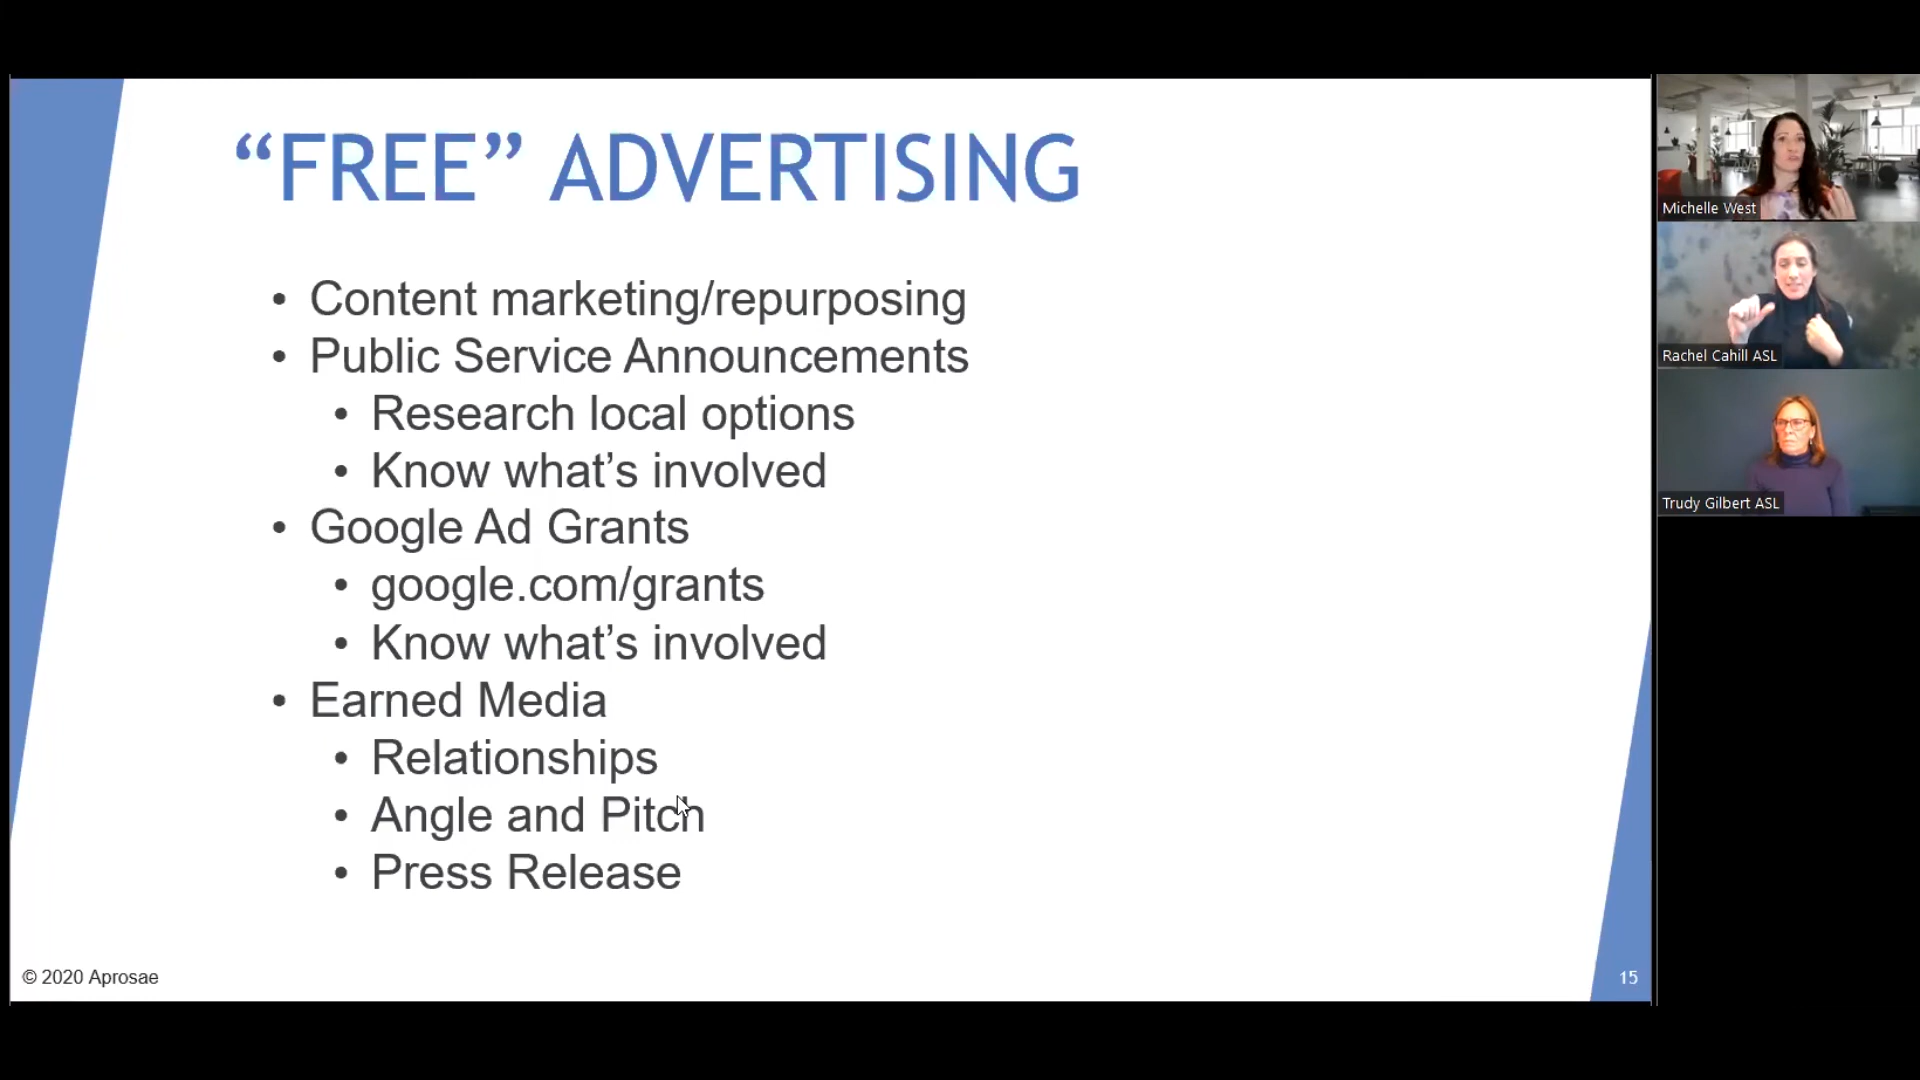 “FREE” ADVERTISING
• Content marketing/repurposing
• Public Service Announcements
• Research local options
• Know what’s involved
• Google Ad Grants
• google.com/grants
• Know what’s involved
• Earned Media
• Relationships
• Angle and Pitch
• Press Release
© 2020 Aprosae
15
Michelle West
Rachel Cahill ASL
Trudy Gilbert ASL